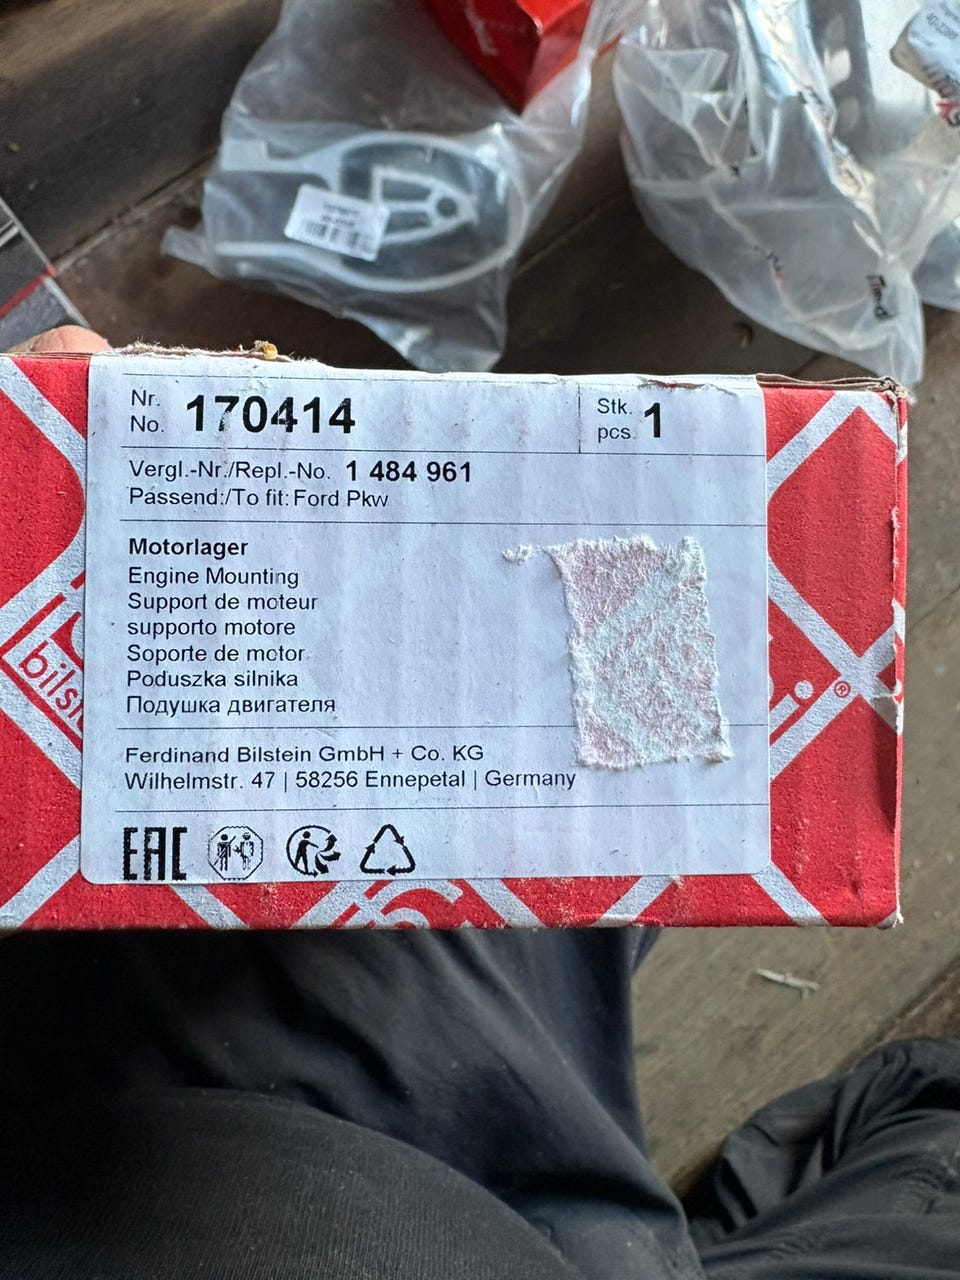 Nr.
No. 170414
Stk.
pcs. 1
Vergl.-Nr./Repl.-No. 1 484 961
Passend:/To fit: Ford Pkw
Motorlager
Engine Mounting
Support de moteur
supporto motore
Soporte de motor
Poduszka silnika
Подушка двигателя
Ferdinand Bilstein GmbH + Co. KG
Wilhelmstr. 47 | 58256 Ennepetal | Germany
EAC
®